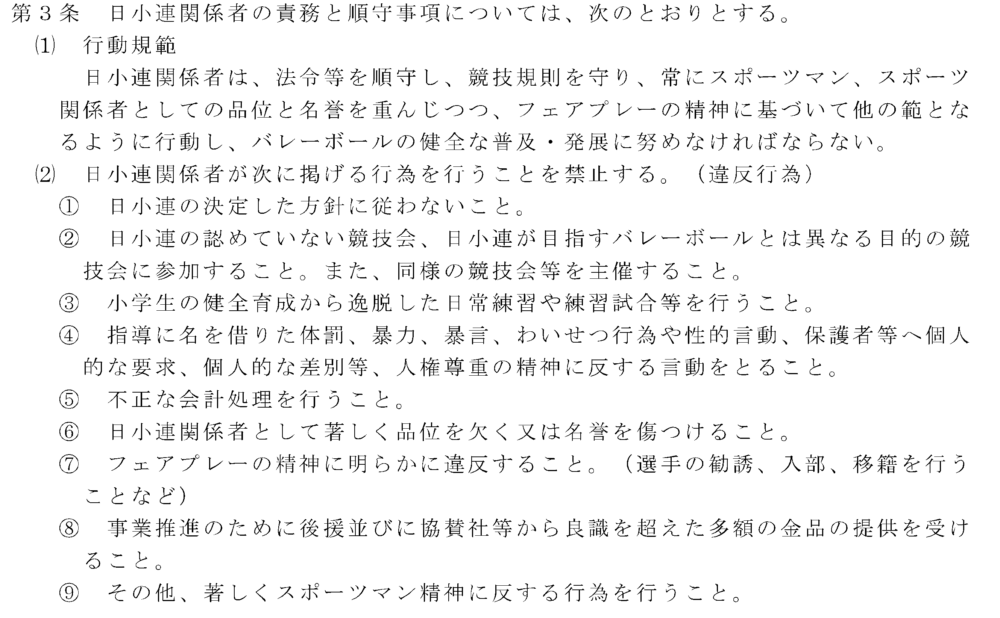 第３条　日小連関係者の責務と順守事項については、次のとおりとする。
⑴　行動規範
日小連関係者は、法令等を順守し、競技規則を守り、常にスポーツマン、スポーツ
関係者としての品位と名誉を重んじつつ、フェアプレーの精神に基づいて他の範とな
るように行動し、バレーボールの健全な普及・発展に努めなければならない。
⑵　日小連関係者が次に掲げる行為を行うことを禁止する。（違反行為）
①　日小連の決定した方針に従わないこと。
②　日小連の認めていない競技会、日小連が目指すバレーボールとは異なる目的の競
技会に参加すること。また、同様の競技会等を主催すること。
③　小学生の健全育成から逸脱した日常練習や練習試合等を行うこと。
④　指導に名を借りた体罰、暴力、暴言、わいせつ行為や性的言動、保護者等へ個人
的な要求、個人的な差別等、人権尊重の精神に反する言動をとること。
⑤　不正な会計処理を行うこと。
⑥　日小連関係者として著しく品位を欠く又は名誉を傷つけること。
⑦　フェアプレーの精神に明らかに違反すること。（選手の勧誘、入部、移籍を行う
ことなど）
⑧　事業推進のために後援並びに協賛社等から良識を超えた多額の金品の提供を受け
ること。
⑨　その他、著しくスポーツマン精神に反する行為を行うこと。